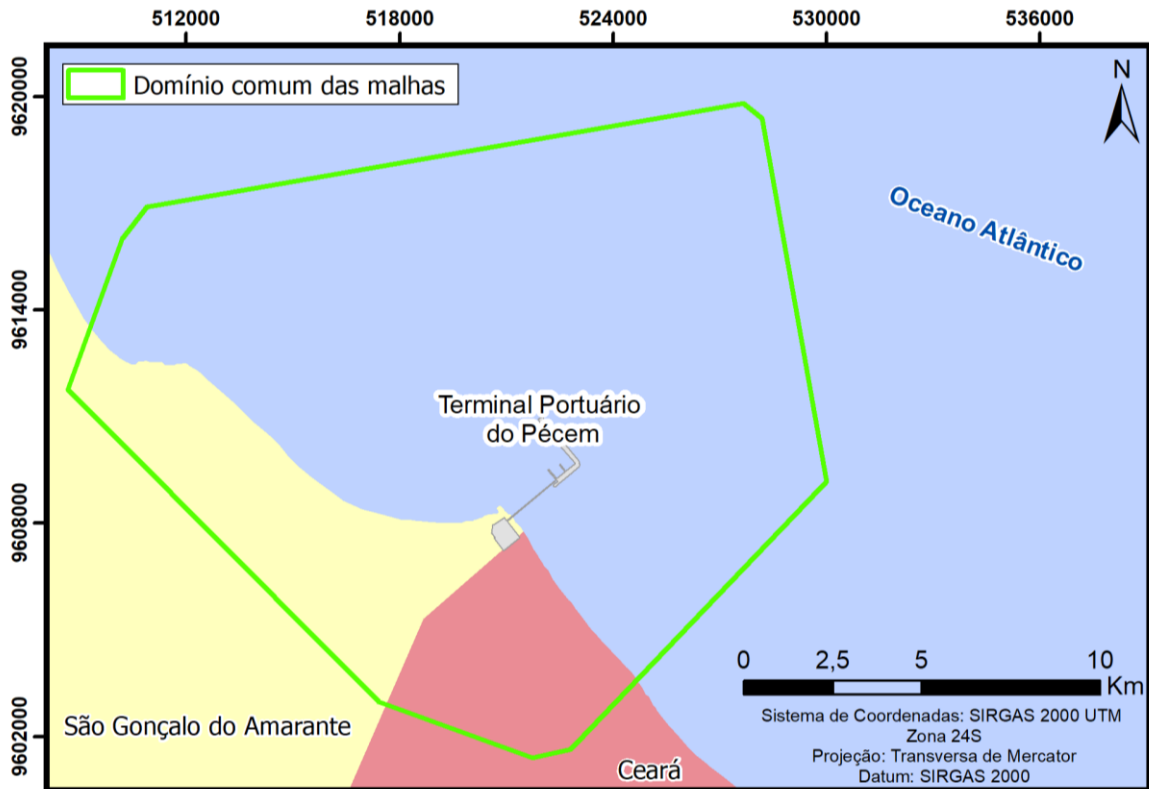 512000 518000 524000 530000 536000
9620000
9614000
9608000
9602000
Domínio comum das malhas
N
Oceano Atlântico
Terminal Portuário
do Pécem
São Gonçalo do Amarante
Ceará
0 2,5 5 10
Km
Sistema de Coordenadas: SIRGAS 2000 UTM
Zona 24S
Projeção: Transversa de Mercator
Datum: SIRGAS 2000